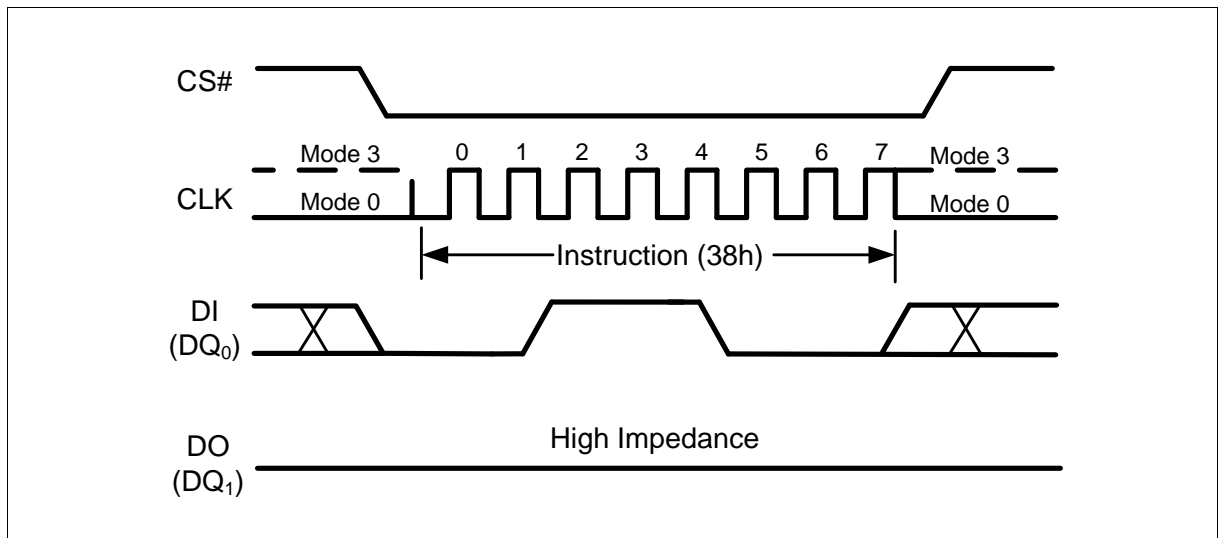 CS#
Mode 3 0 1 2 3 4 5 6 7 Mode 3
CLK
Mode 0 Mode 0
Instruction (38h)
DI
(DQ₀)
High Impedance
DO
(DQ₁)